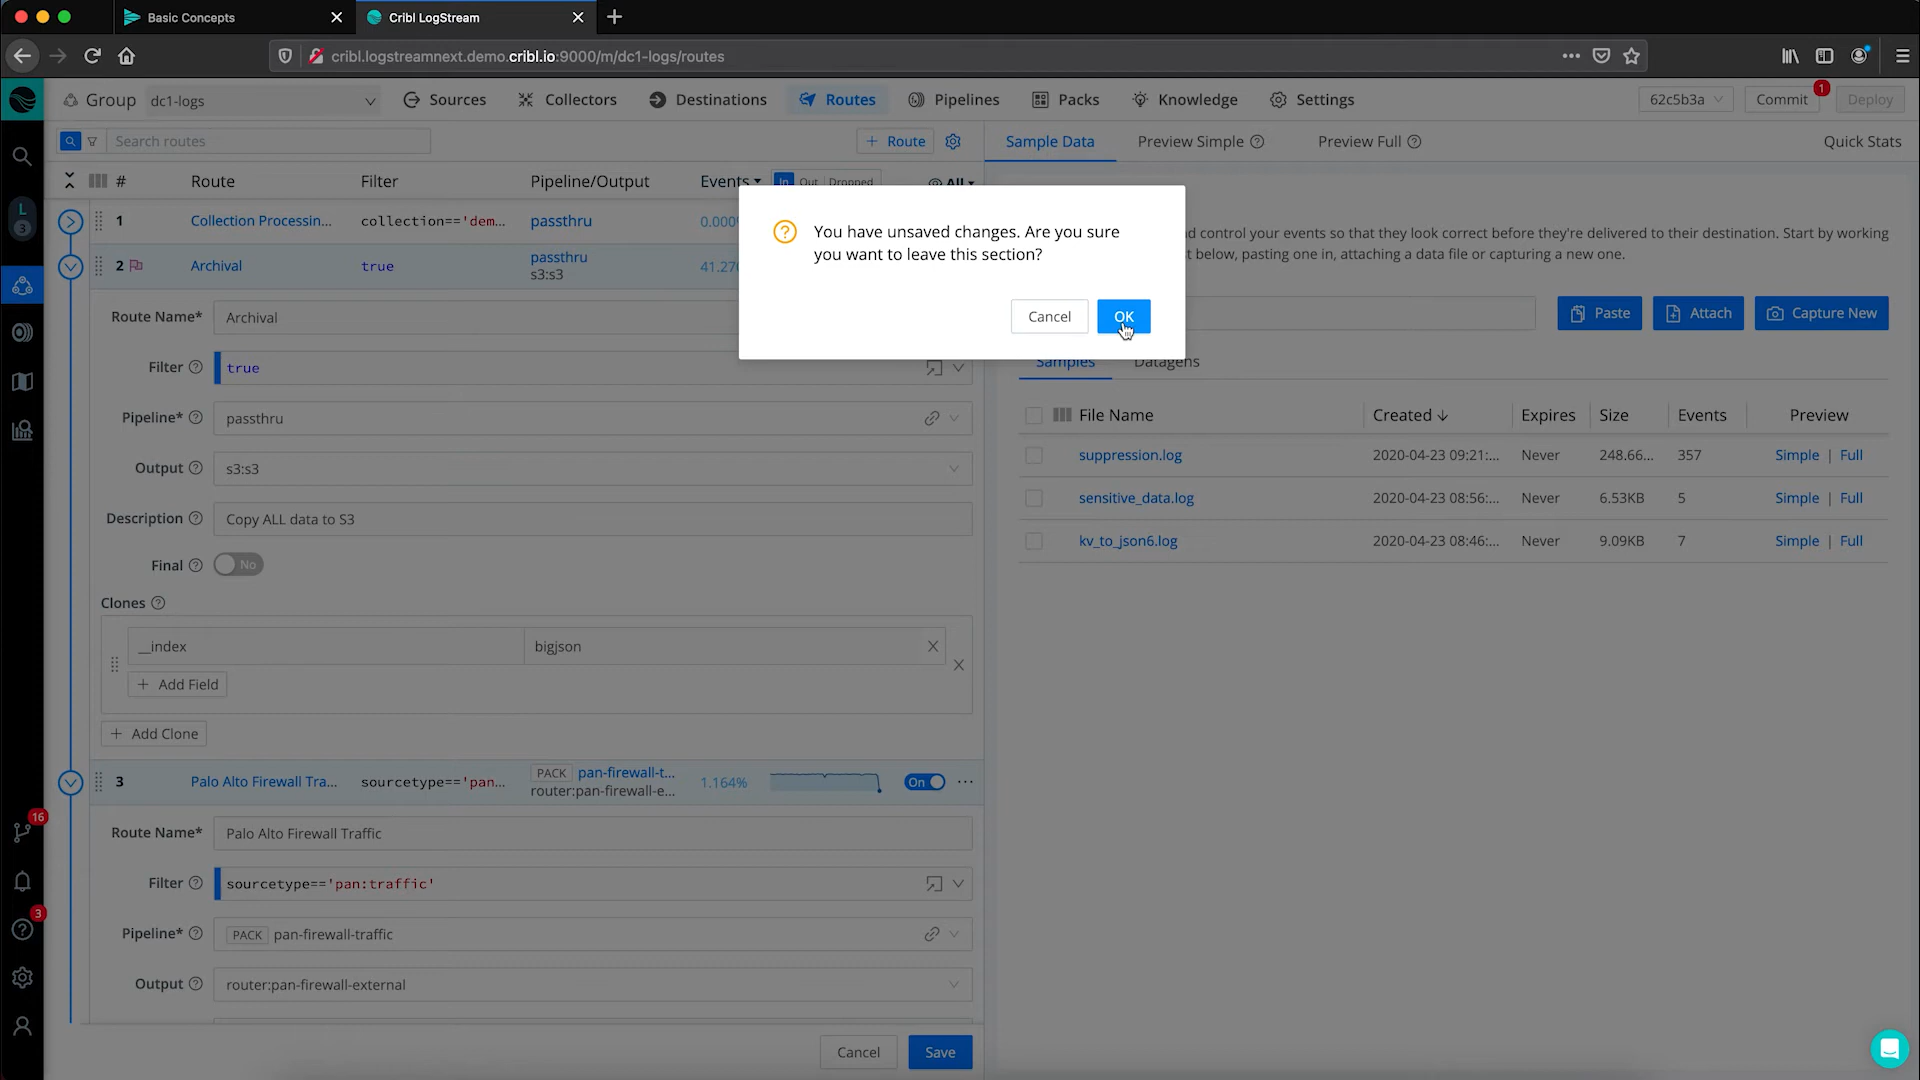 Basic Concepts
Cribl LogStream
cribl.logstreamnext.demo.cribl.io:9000/m/dc1-logs/routes
Group dc1-logs Sources Collectors Destinations Routes Pipelines Packs Knowledge Settings 62c5b3a Commit 1 Deploy
Search routes + Route Sample Data Preview Simple Preview Full Quick Stats
# Route Filter Pipeline/Output Events In Out Dropped All
L
3
1 Collection Processin... collection=='dem... passthru 0.000
2 Archival true passthru 41.27
s3:s3
You have unsaved changes. Are you sure
you want to leave this section?
Cancel OK
and control your events so that they look correct before they're delivered to their destination. Start by working
below, pasting one in, attaching a data file or capturing a new one.
Paste Attach Capture New
Samples Datagens
File Name Created Expires Size Events Preview
suppression.log 2020-04-23 09:21:... Never 248.66... 357 Simple | Full
sensitive_data.log 2020-04-23 08:56:... Never 6.53KB 5 Simple | Full
kv_to_json6.log 2020-04-23 08:46:... Never 9.09KB 7 Simple | Full
Route Name* Archival
Filter true
Pipeline* passthru
Output s3:s3
Description Copy ALL data to S3
Final No
Clones
__index bigjson
+ Add Field
+ Add Clone
3 Palo Alto Firewall Tra... sourcetype=='pan... PACK pan-firewall-t... 1.164% On ...
router:pan-firewall-e...
Route Name* Palo Alto Firewall Traffic
Filter sourcetype=='pan:traffic'
Pipeline* PACK pan-firewall-traffic
Output router:pan-firewall-external
Cancel Save
16
3